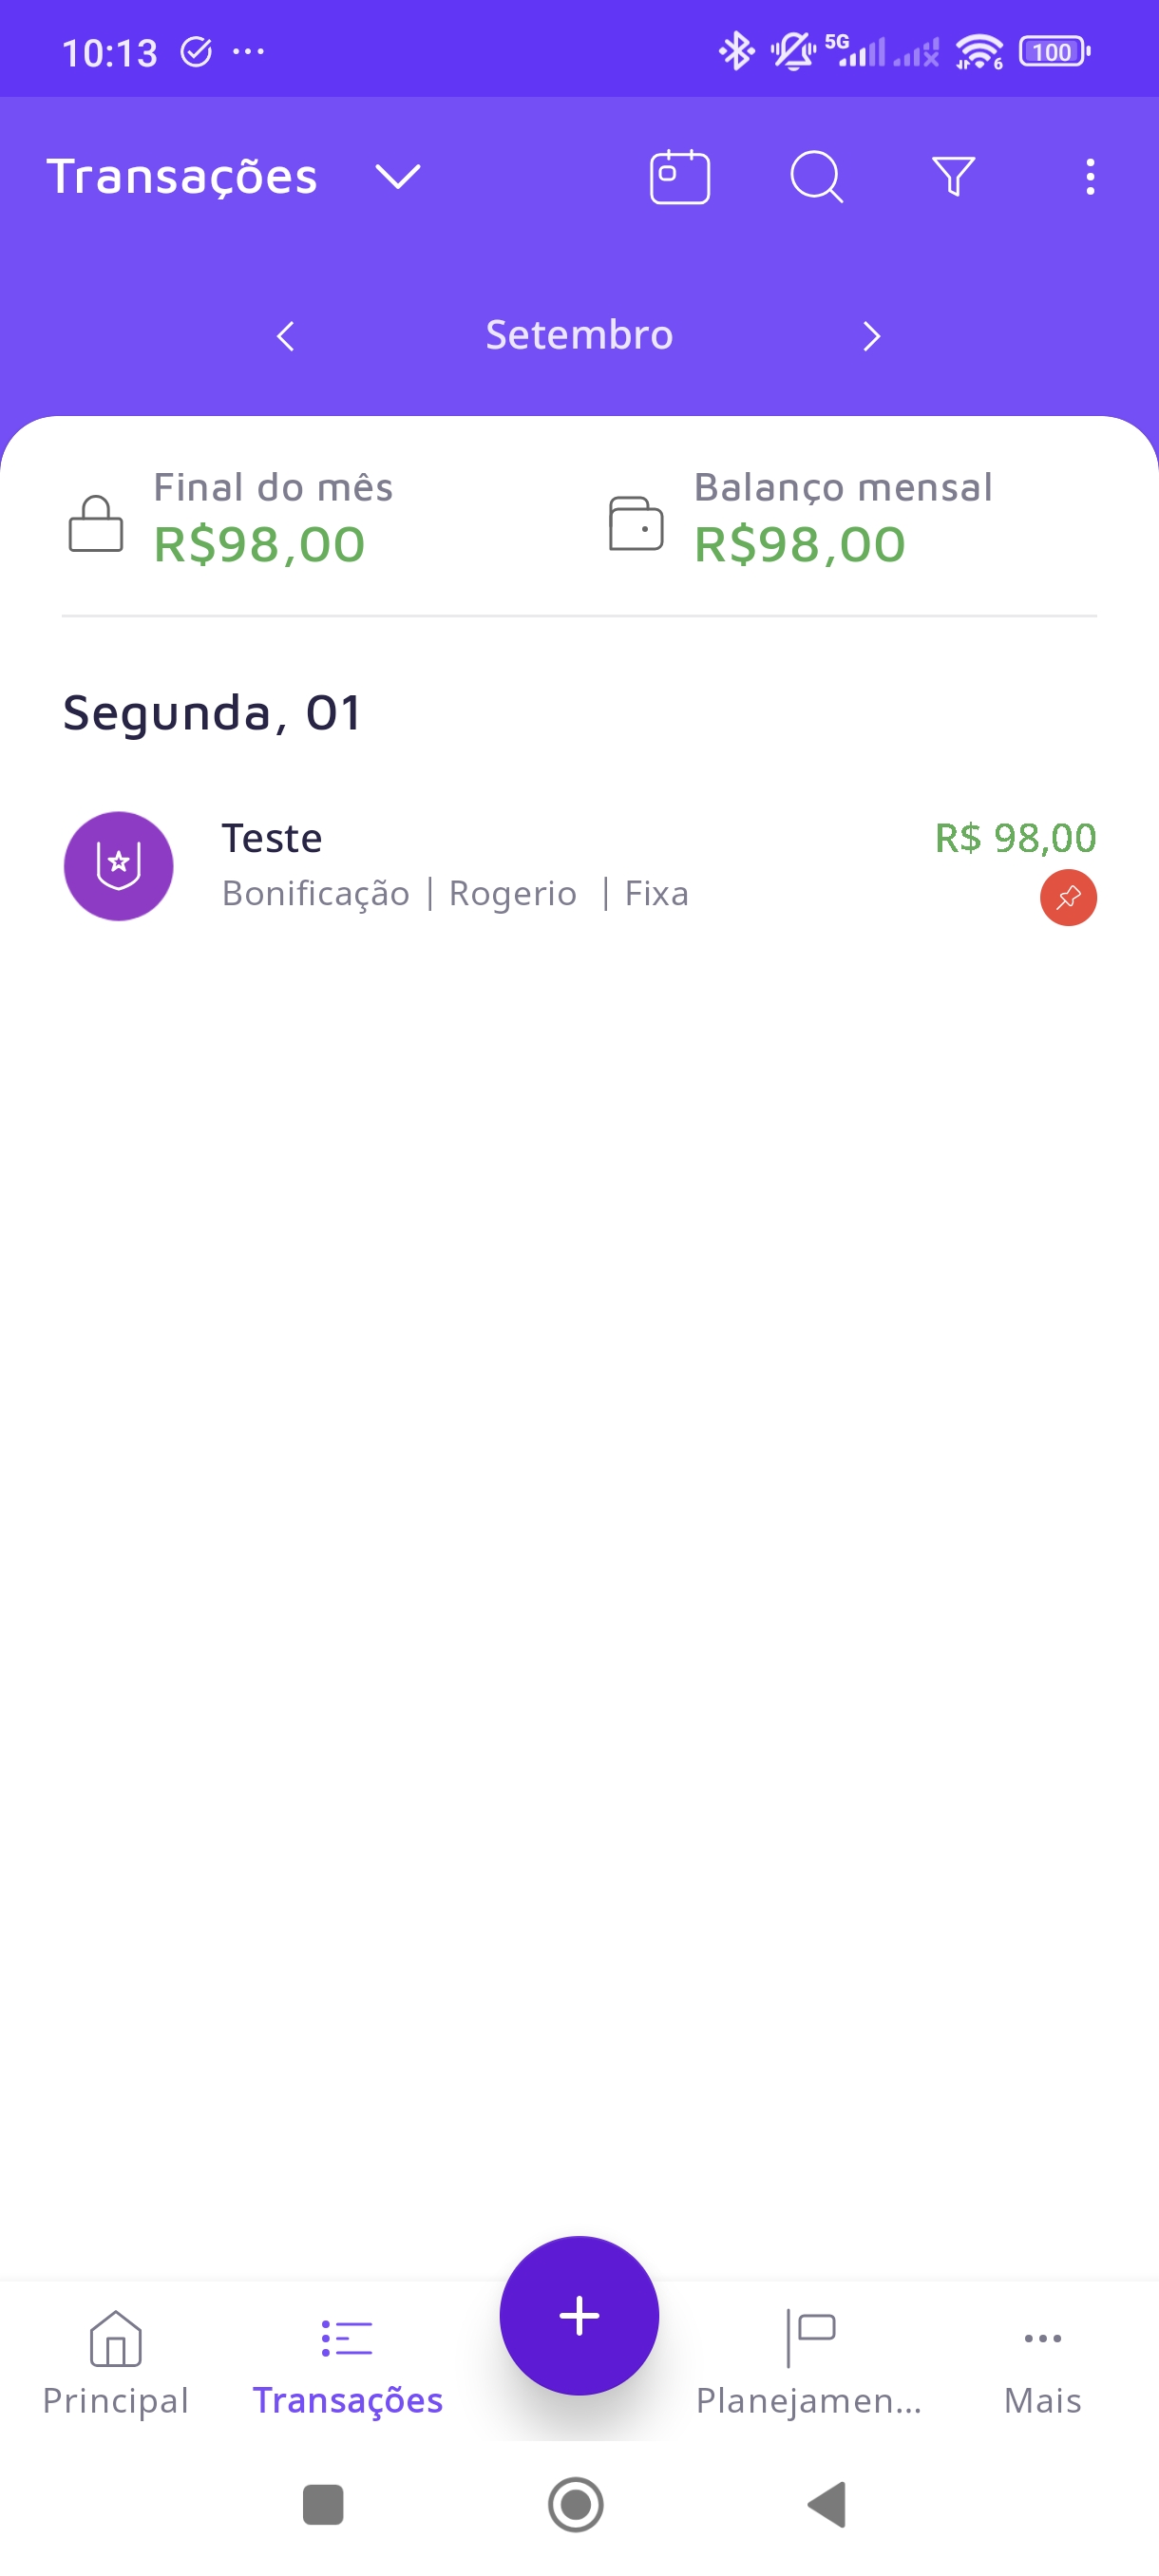 10:13
5G
6
100
Transações
Setembro
Final do mês
R$98,00
Balanço mensal
R$98,00
Segunda, 01
Teste
R$ 98,00
Bonificação | Rogerio | Fixa
Principal
Transações
Planejamen...
Mais